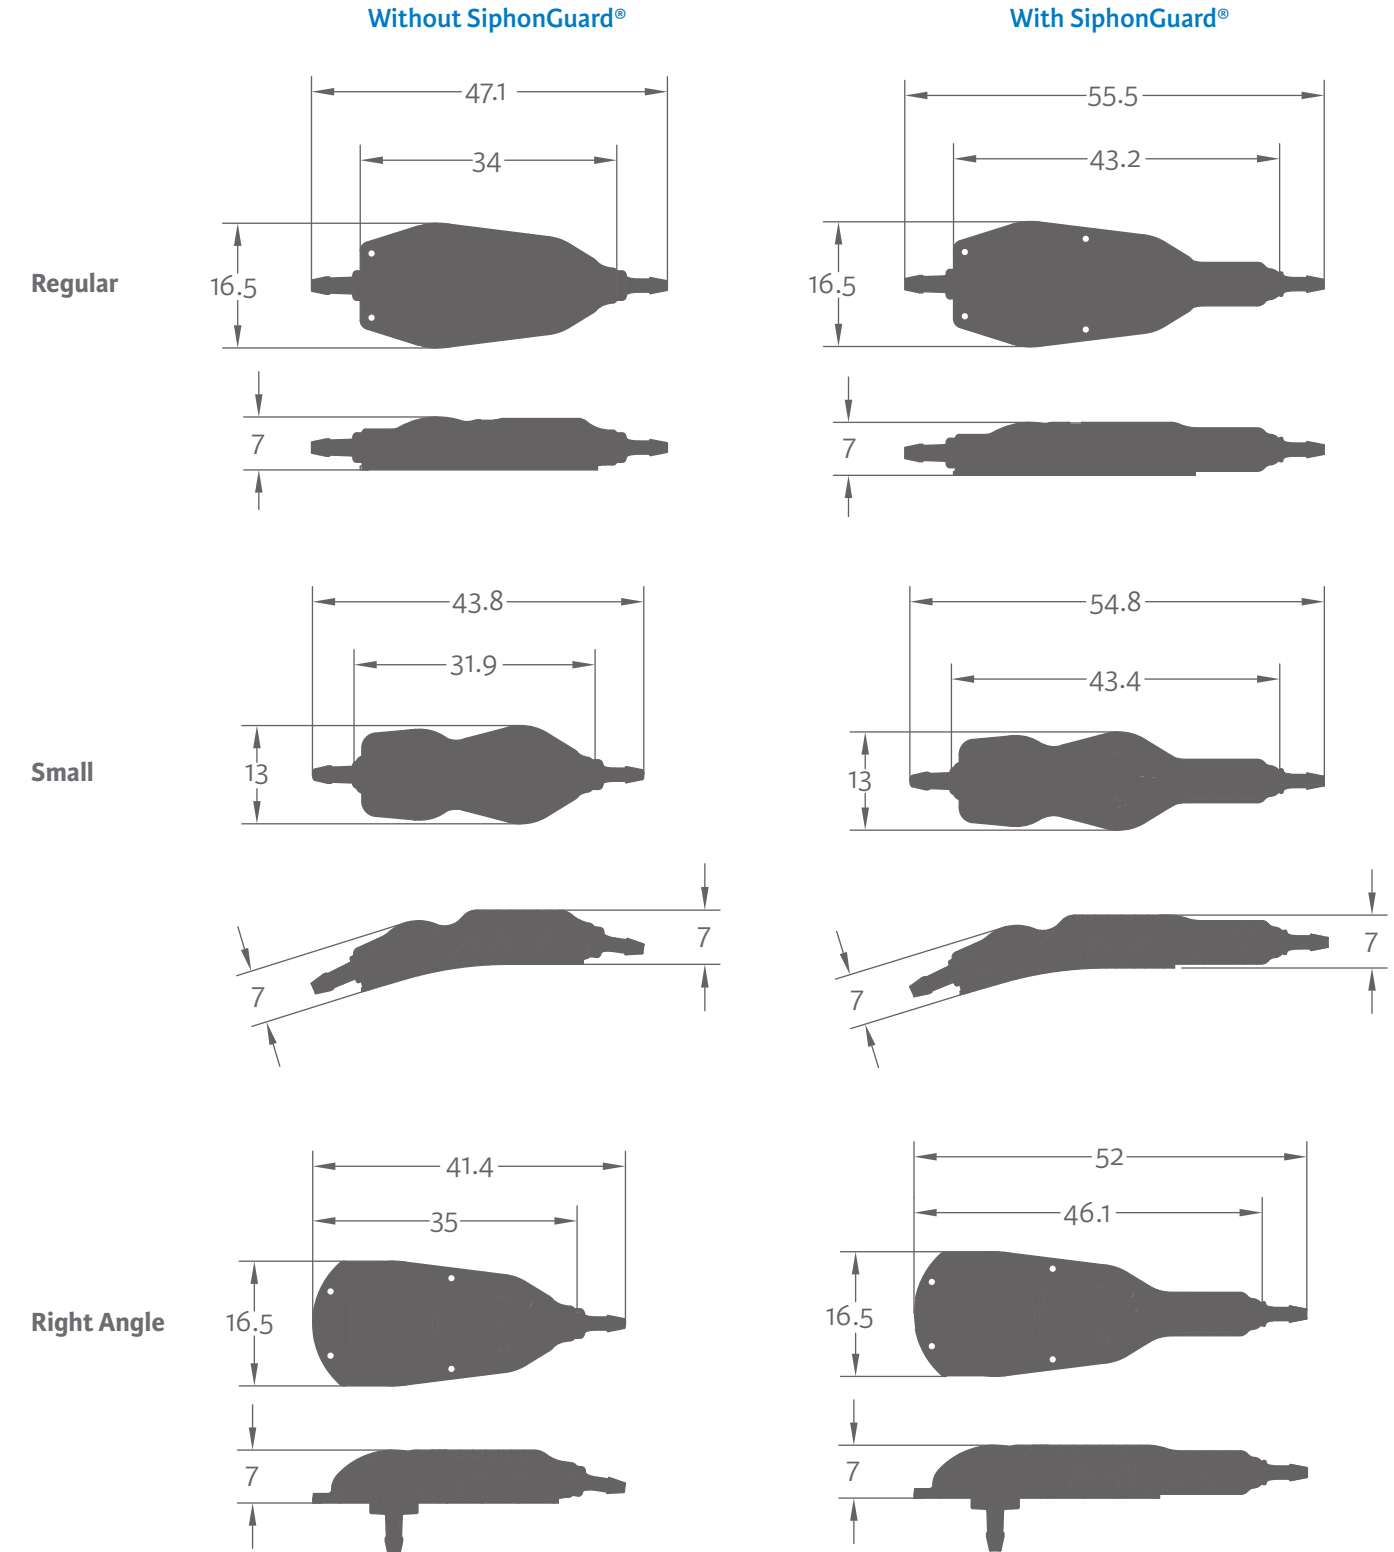 Without SiphonGuard® With SiphonGuard®
47.1 55.5
34 43.2
Regular 16.5 16.5
7 7
43.8 54.8
31.9 43.4
Small 13 13
7 7
7 7
41.4 52
35 46.1
Right Angle 16.5 16.5
7 7